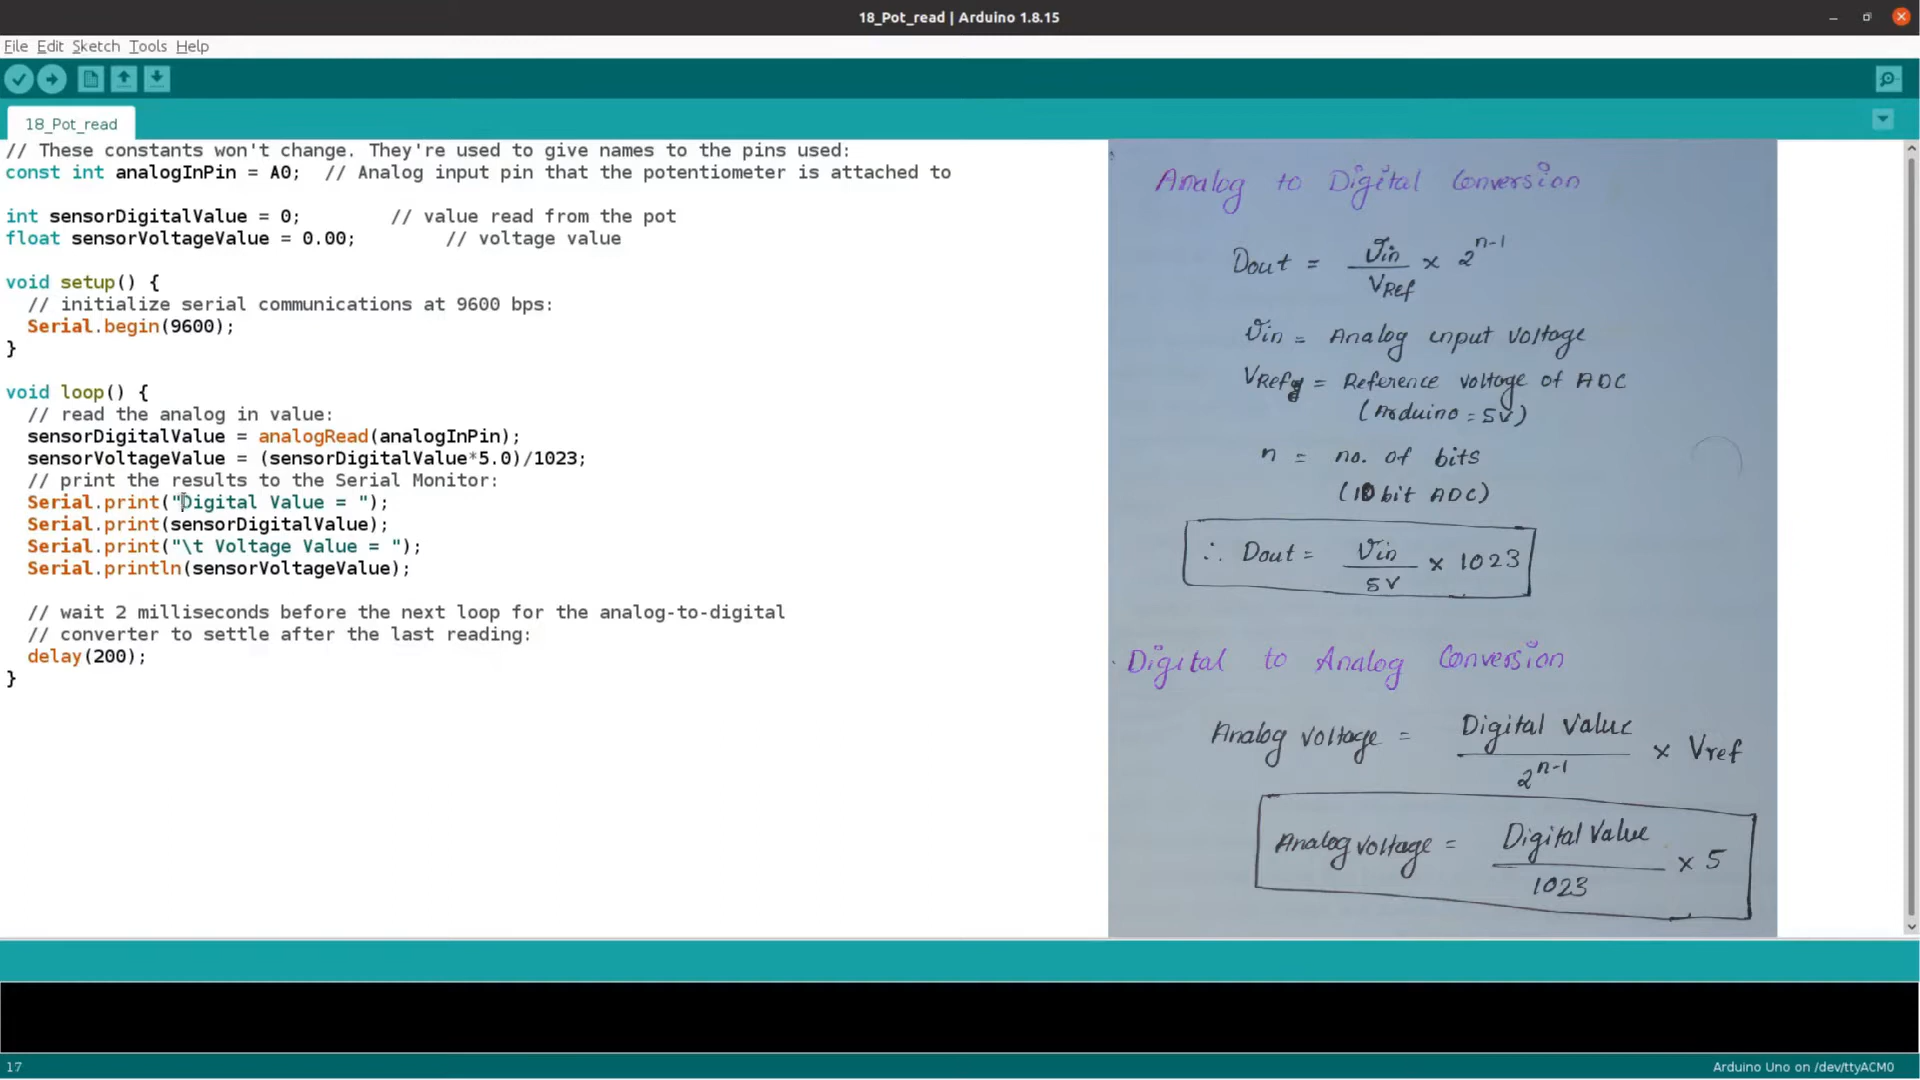 18_Pot_read | Arduino 1.8.15
File Edit Sketch Tools Help
18_Pot_read
// These constants won't change. They're used to give names to the pins used:
const int analogInPin = A0;  // Analog input pin that the potentiometer is attached to
int sensorDigitalValue = 0;        // value read from the pot
float sensorVoltageValue = 0.00;        // voltage value
void setup() {
// initialize serial communications at 9600 bps:
Serial.begin(9600);
}
void loop() {
// read the analog in value:
sensorDigitalValue = analogRead(analogInPin);
sensorVoltageValue = (sensorDigitalValue*5.0)/1023;
// print the results to the Serial Monitor:
Serial.print("Digital Value = ");
Serial.print(sensorDigitalValue);
Serial.print("\t Voltage Value = ");
Serial.println(sensorVoltageValue);
// wait 2 milliseconds before the next loop for the analog-to-digital
// converter to settle after the last reading:
delay(200);
}
Analog to Digital Conversion
Dout = Vin / VRef × 2^n-1
Vin = Analog input voltage
VRef = Reference voltage of ADC
(Arduino = 5V)
n = no. of bits
(10 bit ADC)
∴ Dout = Vin / 5V × 1023
Digital to Analog Conversion
Analog voltage = Digital Value / 2^n-1 × Vref
Analog voltage = Digital Value / 1023 × 5
17
Arduino Uno on /dev/ttyACM0